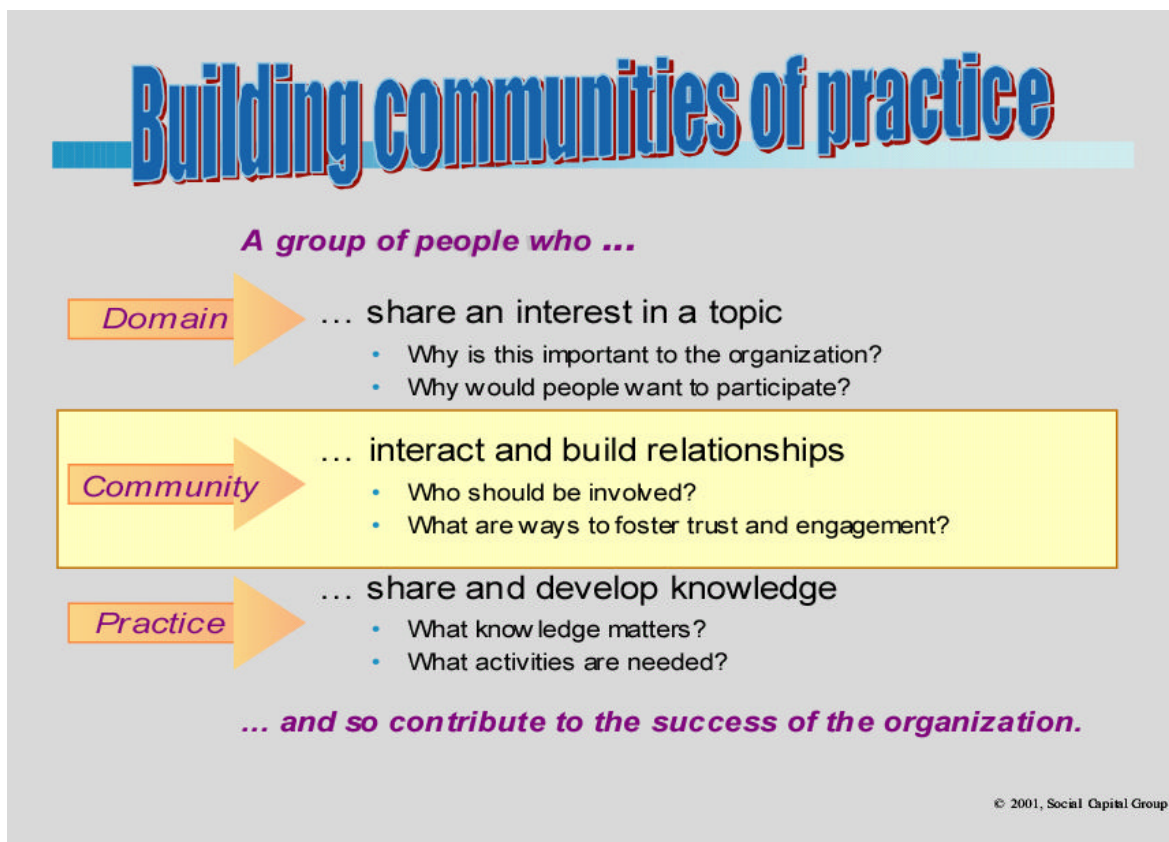 Building communities of practice
A group of people who ...
Domain
... share an interest in a topic
• Why is this important to the organization?
• Why would people want to participate?
Community
... interact and build relationships
• Who should be involved?
• What are ways to foster trust and engagement?
Practice
... share and develop knowledge
• What knowledge matters?
• What activities are needed?
... and so contribute to the success of the organization.
© 2001, Social Capital Group